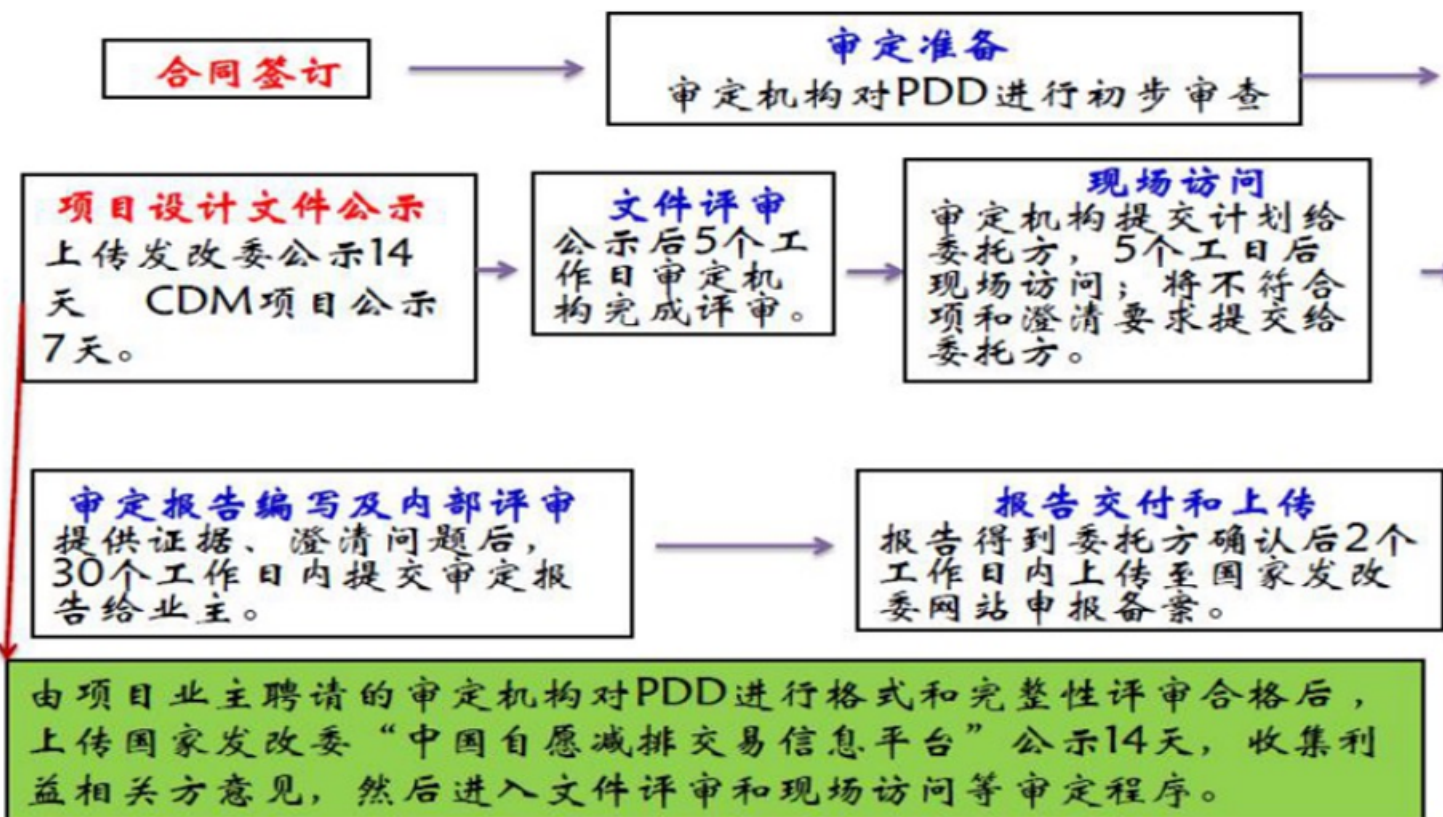 合同签订
审定准备
审定机构对PDD进行初步审查
项目设计文件公示
上传发改委公示14
天 CDM项目公示
7天。
文件评审
公示后5个工
作日审定机
构完成评审。
现场访问
审定机构提交计划给
委托方，5个工日后
现场访问；将不符合
项和澄清要求提交给
委托方。
审定报告编写及内部评审
提供证据、澄清问题后，
30个工作日内提交审定报
告给业主。
报告交付和上传
报告得到委托方确认后2个
工作日内上传至国家发改
委网站申报备案。
由项目业主聘请的审定机构对PDD进行格式和完整性评审合格后，
上传国家发改委“中国自愿减排交易信息平台”公示14天，收集利
益相关方意见，然后进入文件评审和现场访问等审定程序。